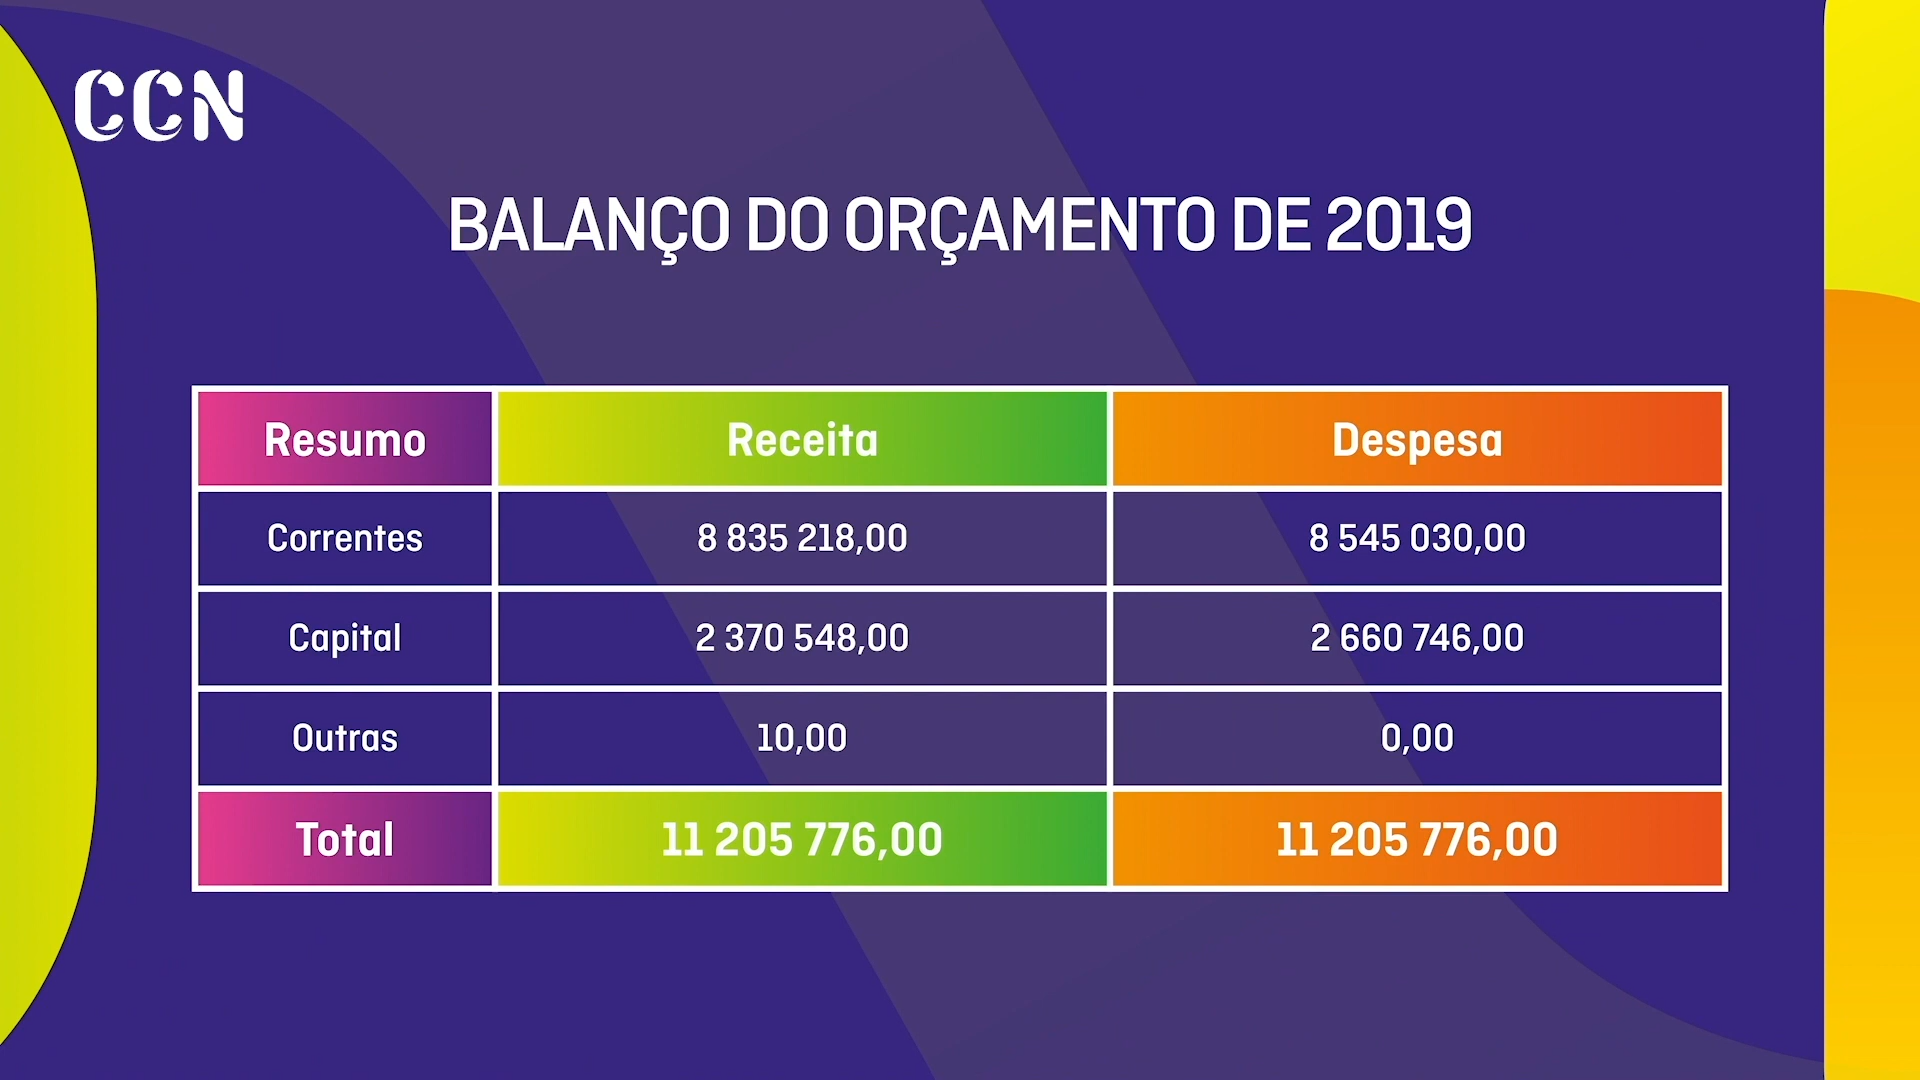 CCN
BALANÇO DO ORÇAMENTO DE 2019
Resumo Receita Despesa
Correntes 8 835 218,00 8 545 030,00
Capital 2 370 548,00 2 660 746,00
Outras 10,00 0,00
Total 11 205 776,00 11 205 776,00